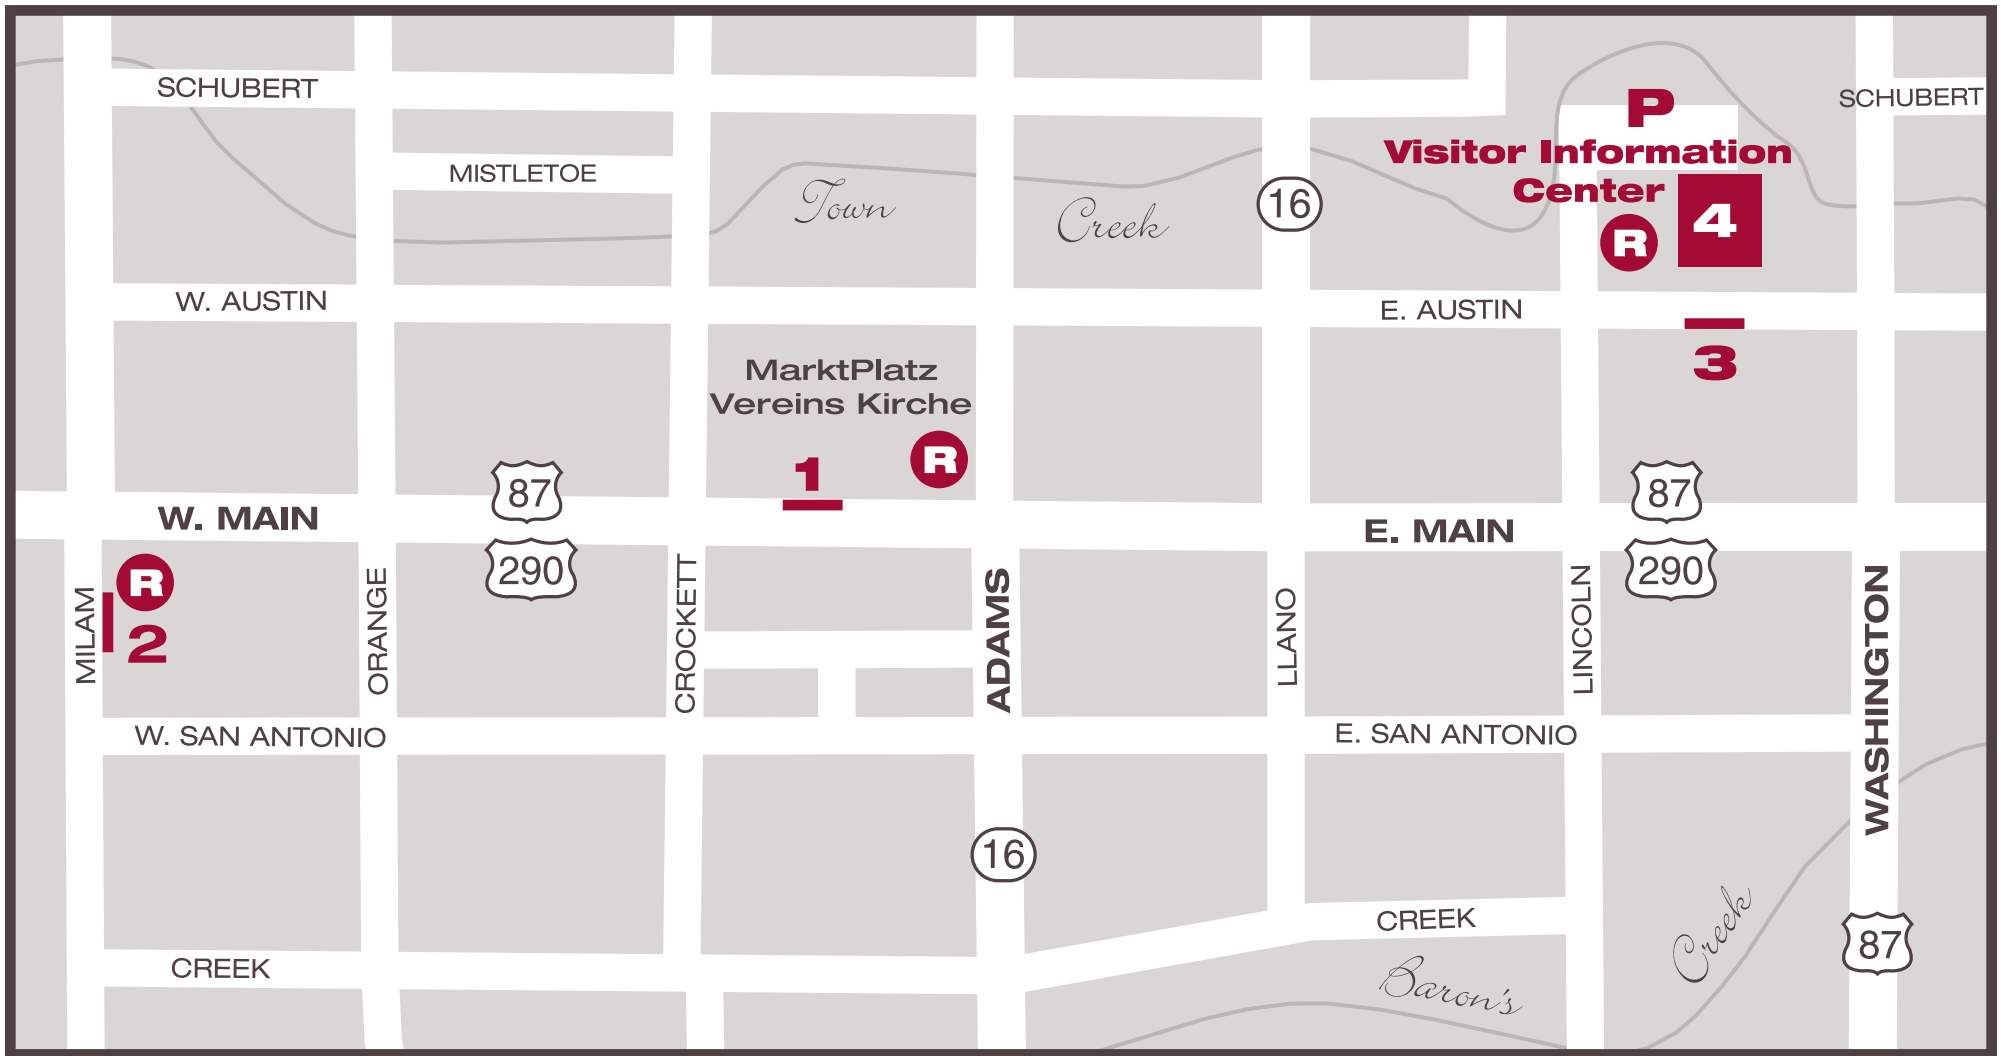 SCHUBERT
SCHUBERT
P
Visitor Information
Center
MISTLETOE
Town
Creek
16
4
R
W. AUSTIN
E. AUSTIN
3
MarktPlatz
Vereins Kirche
R
1
87
87
W. MAIN
E. MAIN
290
290
R
2
MILAM
ORANGE
CROCKETT
ADAMS
LLANO
LINCOLN
WASHINGTON
W. SAN ANTONIO
E. SAN ANTONIO
16
CREEK
CREEK
Baron's
Creek
87